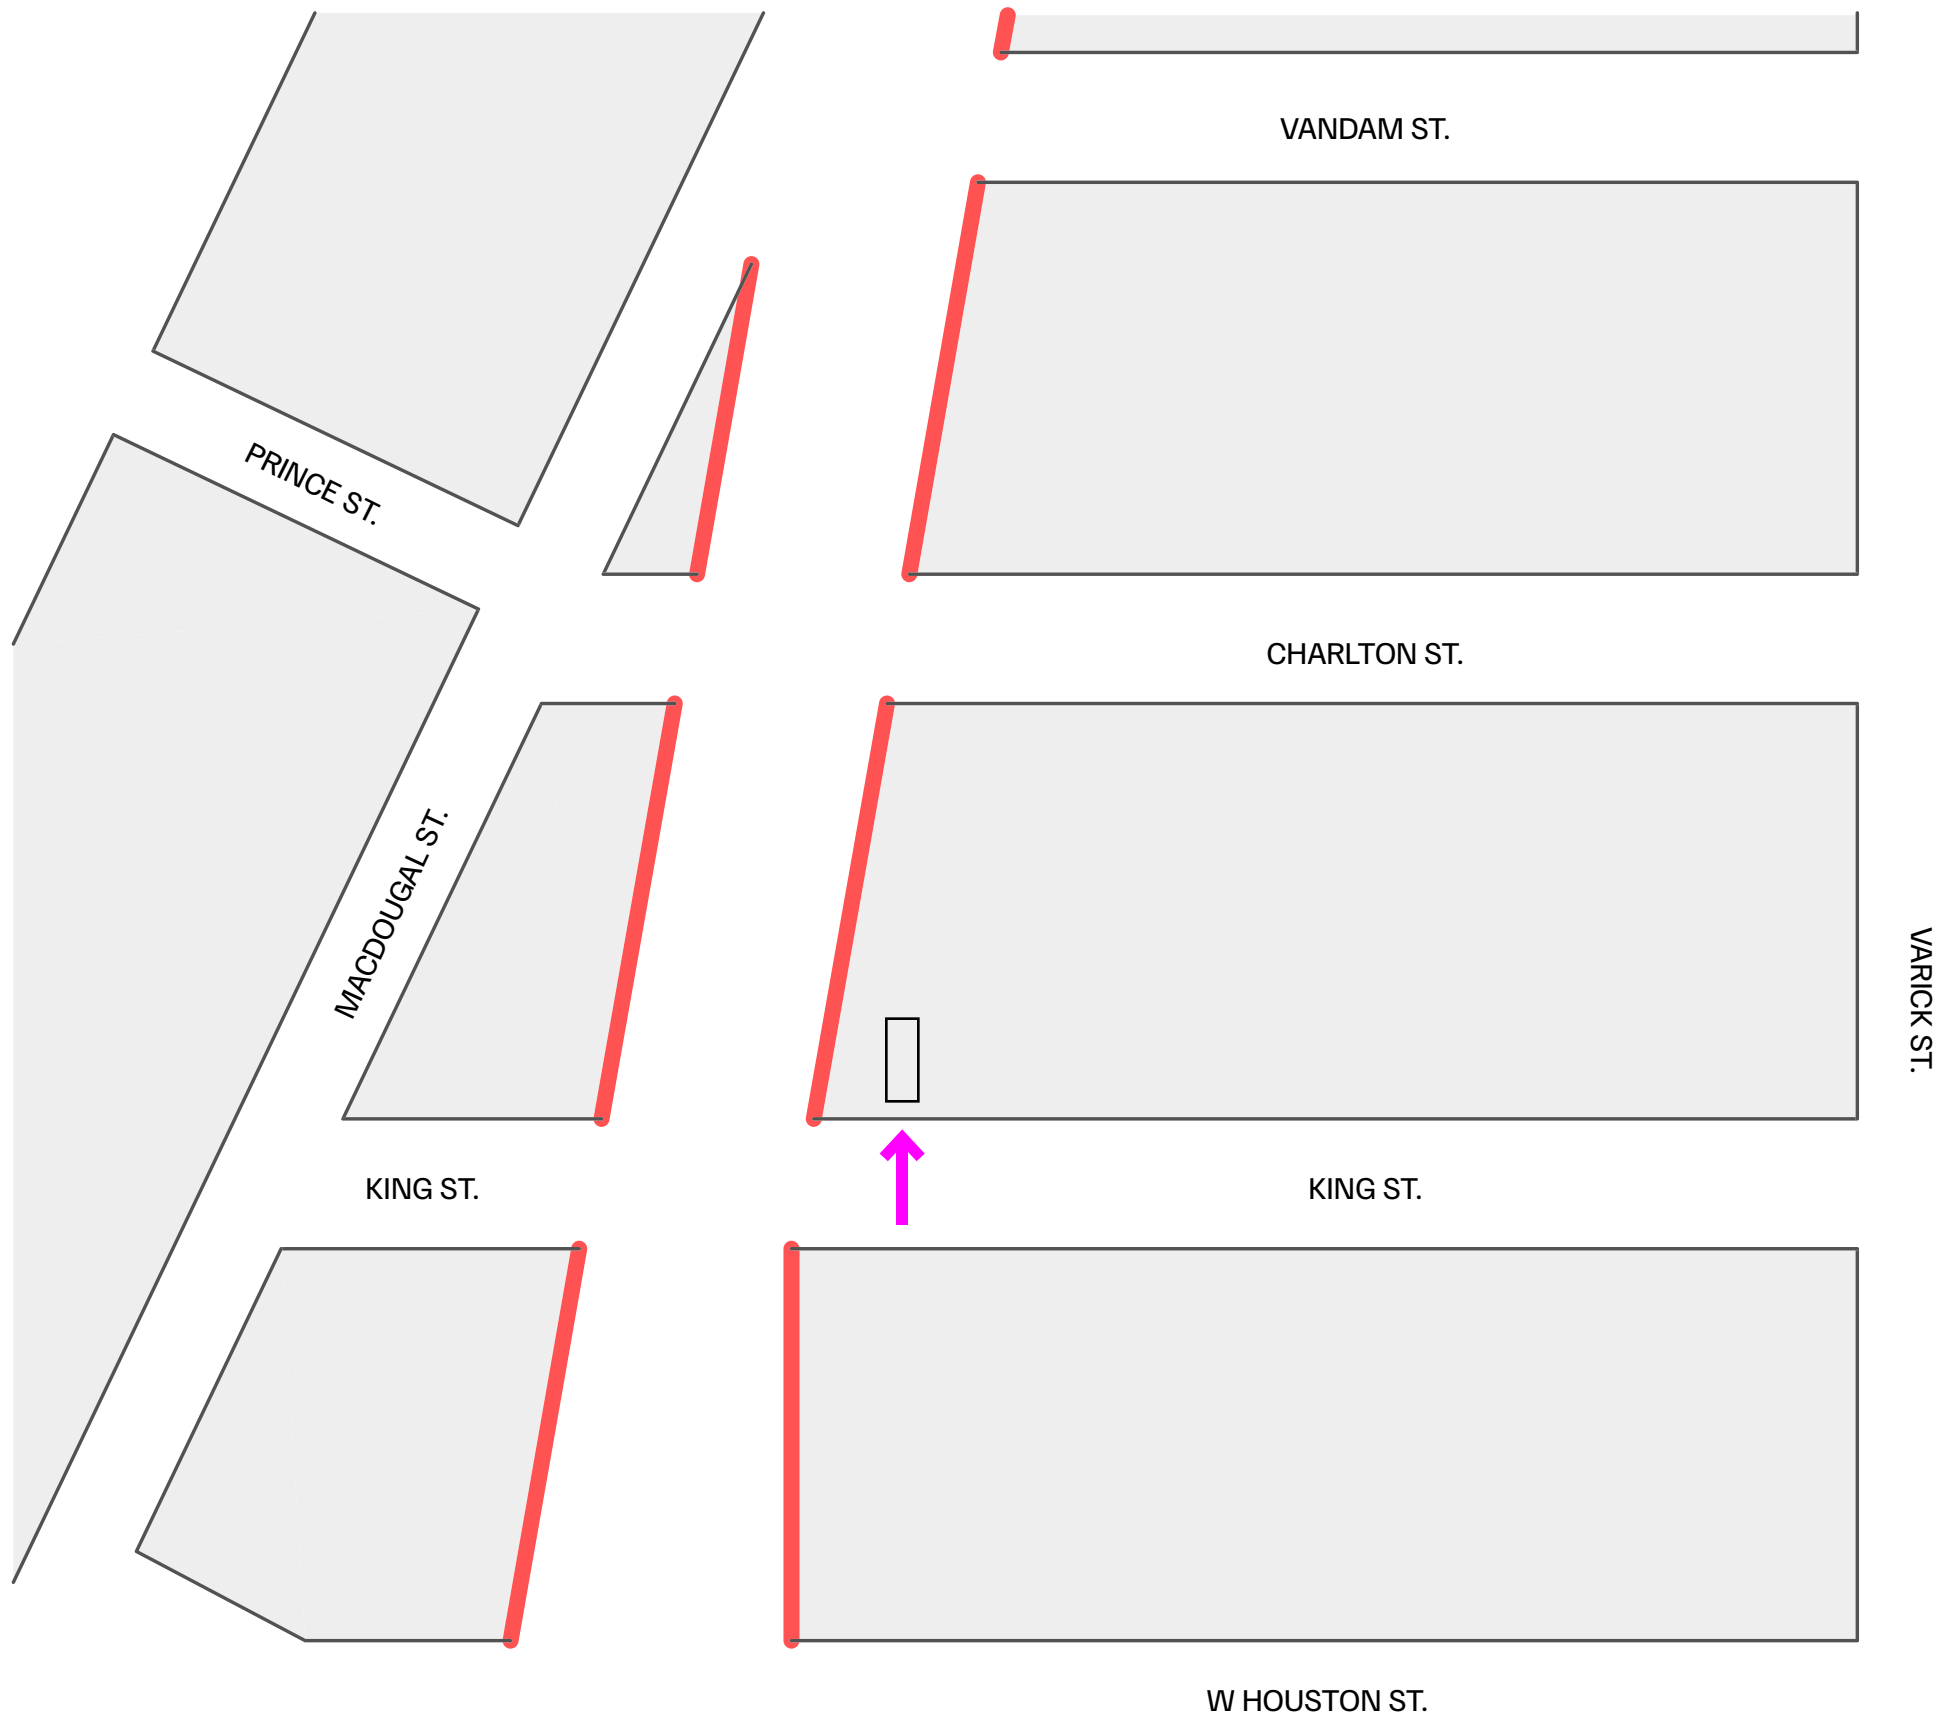 VANDAM ST.
PRINCE ST.
CHARLTON ST.
MACDOUGAL ST.
VARICK ST.
KING ST.
KING ST.
W HOUSTON ST.